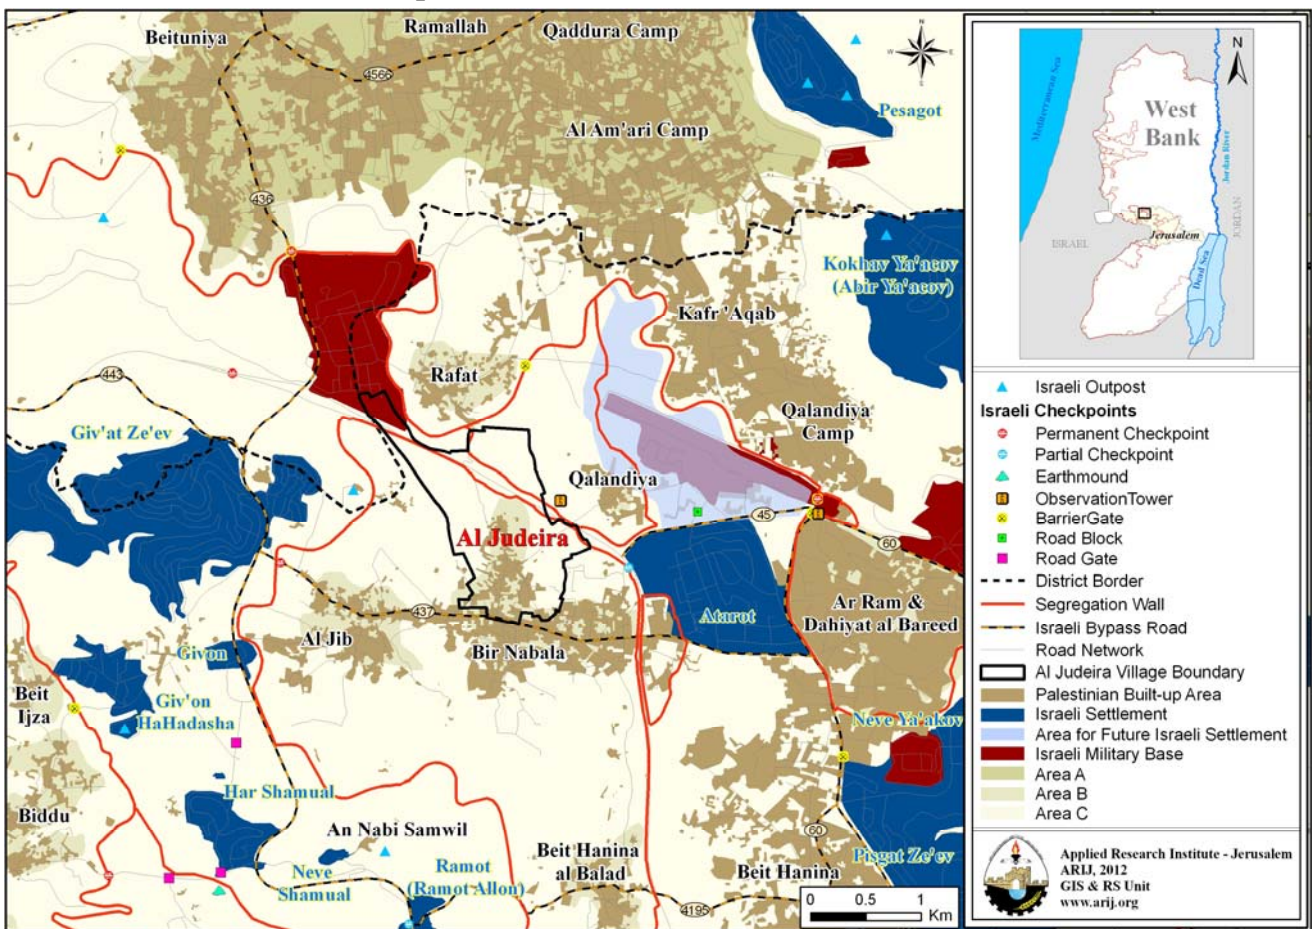 Beituniya
Ramallah
Qaddura Camp
4566
Pesagot
Al Am'ari Camp
436
Kokhav Ya'acov
(Abir Ya'acov)
Kafr 'Aqab
443
Rafat
Qalandiya
Camp
Giv'at Ze'ev
Qalandiya
45
Al Judeira
60
Atarot
Ar Ram &
Dahiyat al Bareed
437
Al Jib
Bir Nabala
Givon
Beit
Ijza
Giv'on
HaHadasha
Neve Ya'akov
Har Shamual
Biddu
An Nabi Samwil
60
Neve
Shamual
Ramot
(Ramot Allon)
Beit Hanina
al Balad
Beit Hanina
Pisgat Ze'ev
4195
N
W
E
S
0 0.5 1
Km
N
Mediterranean Sea
West
Bank
Jordan River
JORDAN
ISRAEL
Jerusalem
Dead Sea
Israeli Outpost
Israeli Checkpoints
Permanent Checkpoint
Partial Checkpoint
Earthmound
ObservationTower
BarrierGate
Road Block
Road Gate
District Border
Segregation Wall
Israeli Bypass Road
Road Network
Al Judeira Village Boundary
Palestinian Built-up Area
Israeli Settlement
Area for Future Israeli Settlement
Israeli Military Base
Area A
Area B
Area C
Applied Research Institute - Jerusalem
ARIJ, 2012
GIS & RS Unit
www.arij.org